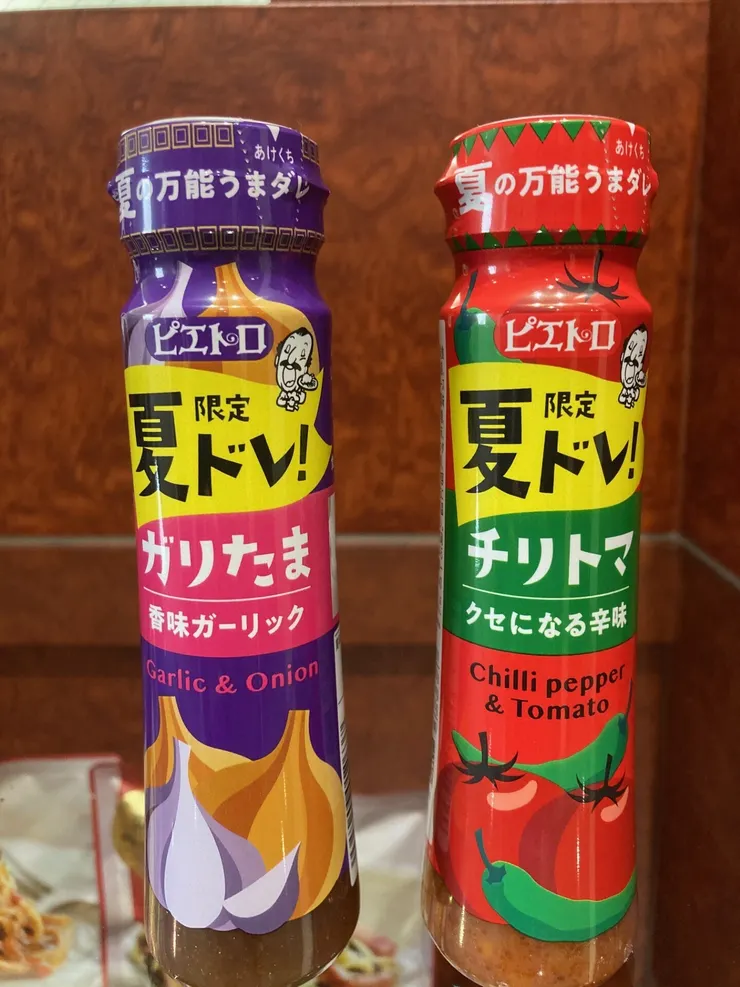 あけくち
夏の万能うまダレ
ピエトロ
夏限定
ドレ!
ガリたま
香味ガーリック
Garlic & Onion
あけくち
夏の万能うまダレ
ピエトロ
夏限定
ドレ!
チリトマ
クセになる辛味
Chilli pepper
& Tomato